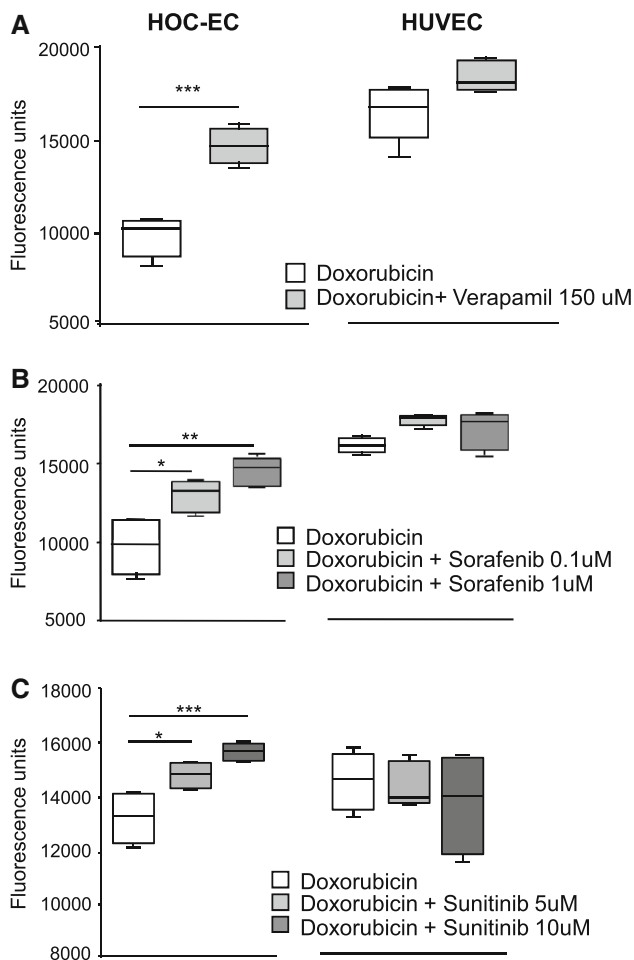 A
HOC-EC
HUVEC
Fluorescence units
20000
15000
10000
5000
***
Doxorubicin
Doxorubicin+ Verapamil 150 uM
B
Fluorescence units
20000
15000
10000
5000
**
*
Doxorubicin
Doxorubicin + Sorafenib 0.1uM
Doxorubicin + Sorafenib 1uM
C
Fluorescence units
18000
16000
14000
12000
10000
8000
***
*
Doxorubicin
Doxorubicin + Sunitinib 5uM
Doxorubicin + Sunitinib 10uM